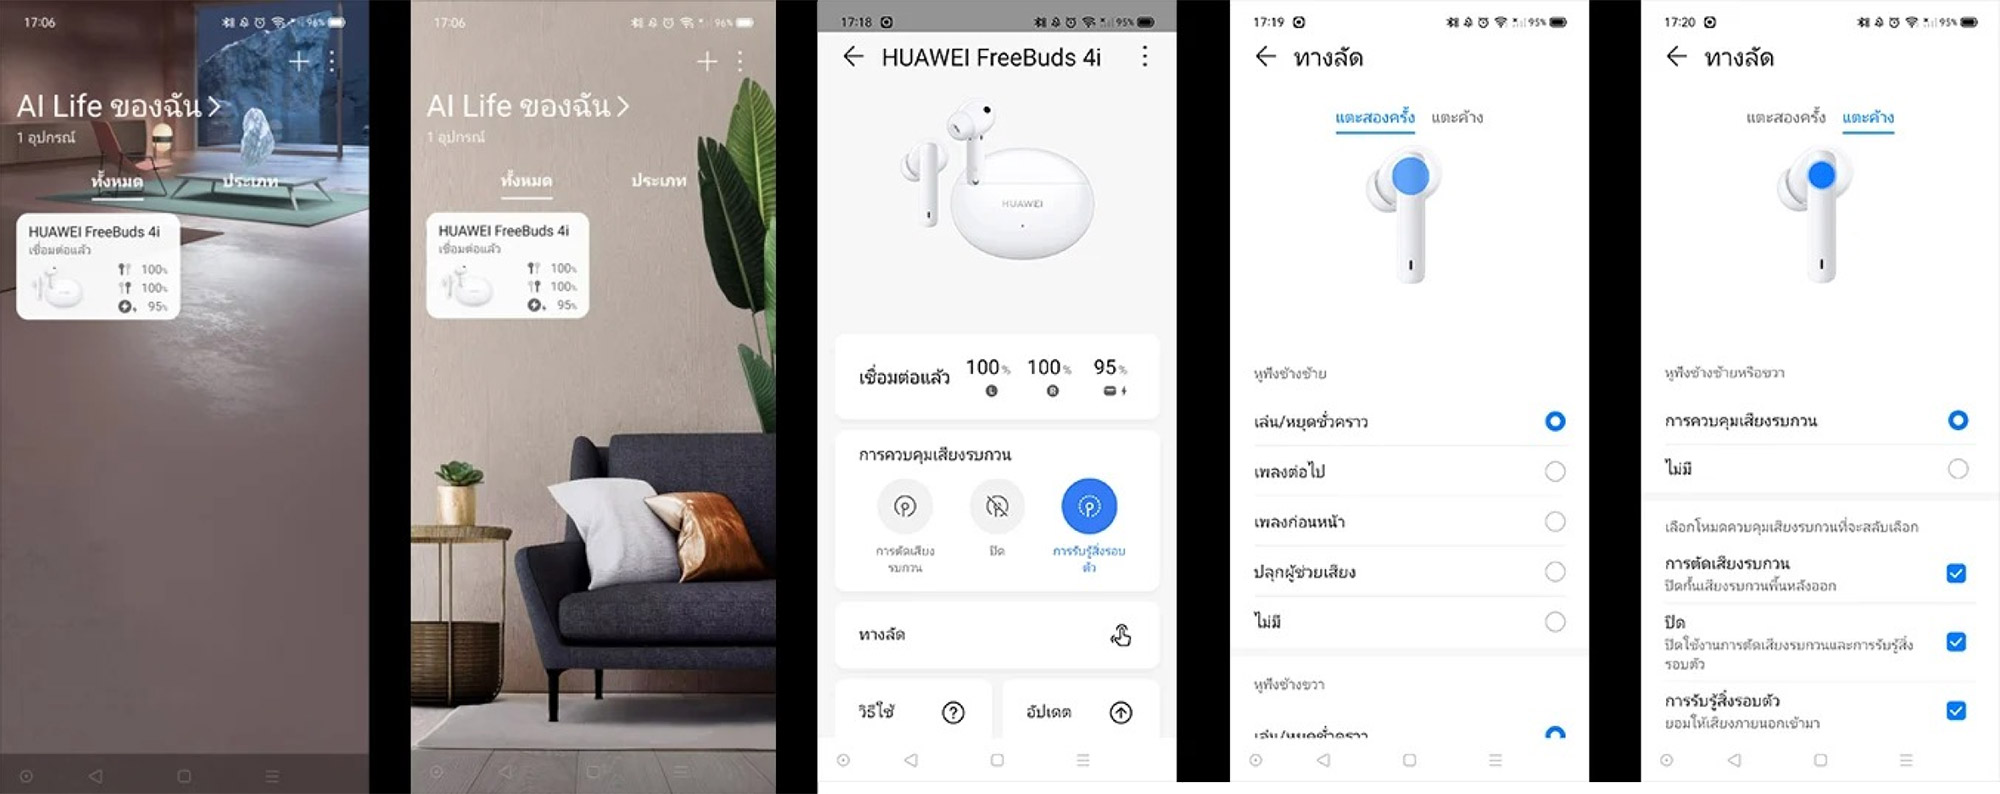 17:06
96%
AI Life ของฉัน
1 อุปกรณ์
ทั้งหมด ประเภท
HUAWEI FreeBuds 4i
เชื่อมต่อแล้ว
100%
100%
95%
17:06
96%
AI Life ของฉัน
1 อุปกรณ์
ทั้งหมด ประเภท
HUAWEI FreeBuds 4i
เชื่อมต่อแล้ว
100%
100%
95%
17:18
95%
HUAWEI FreeBuds 4i
HUAWEI
เชื่อมต่อแล้ว 100% 100% 95%
L R
การควบคุมเสียงรบกวน
การตัดเสียง
รบกวน
ปิด
การรับรู้สิ่งรอบ
ตัว
ทางลัด
วิธีใช้
อัปเดต
17:19
95%
ทางลัด
แตะสองครั้ง แตะค้าง
หูฟังข้างซ้าย
เล่น/หยุดชั่วคราว
เพลงต่อไป
เพลงก่อนหน้า
ปลุกผู้ช่วยเสียง
ไม่มี
หูฟังข้างขวา
เล่น/หยุดชั่วคราว
17:20
95%
ทางลัด
แตะสองครั้ง แตะค้าง
หูฟังข้างซ้ายหรือขวา
การควบคุมเสียงรบกวน
ไม่มี
เลือกโหมดควบคุมเสียงรบกวนที่จะสลับเลือก
การตัดเสียงรบกวน
ปิดกั้นเสียงรบกวนพื้นหลังออก
ปิด
ปิดใช้งานการตัดเสียงรบกวนและการรับรู้สิ่ง
รอบตัว
การรับรู้สิ่งรอบตัว
ยอมให้เสียงภายนอกเข้ามา